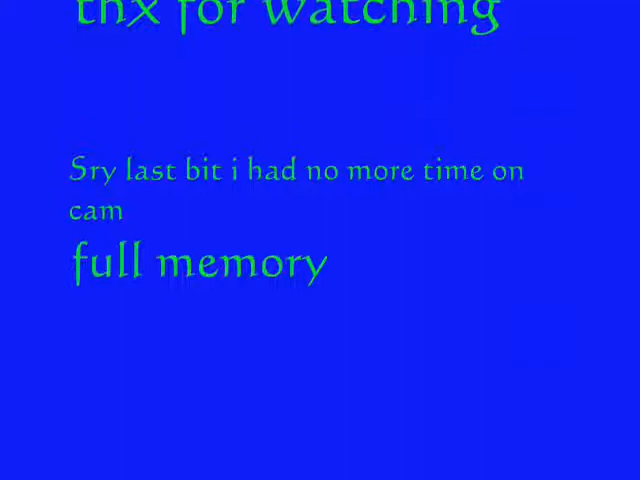 thx for watching
Sry last bit i had no more time on
cam
full memory